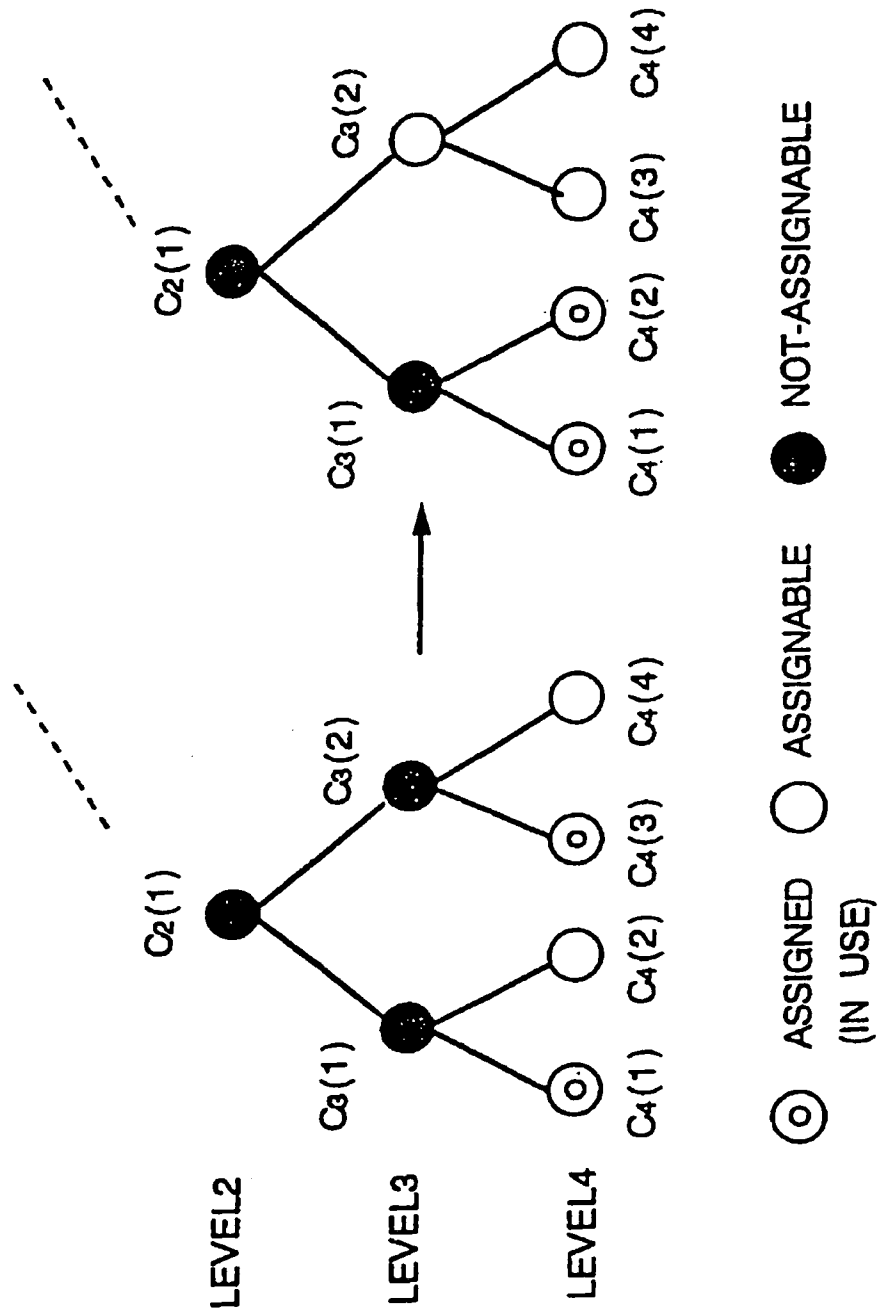 C2(1)
C2(1)
LEVEL2
C3(1)
C3(2)
C3(1)
C3(2)
LEVEL3
LEVEL4
C4(1)
C4(2)
C4(3)
C4(4)
C4(1)
C4(2)
C4(3)
C4(4)
ASSIGNED
(IN USE)
ASSIGNABLE
NOT-ASSIGNABLE